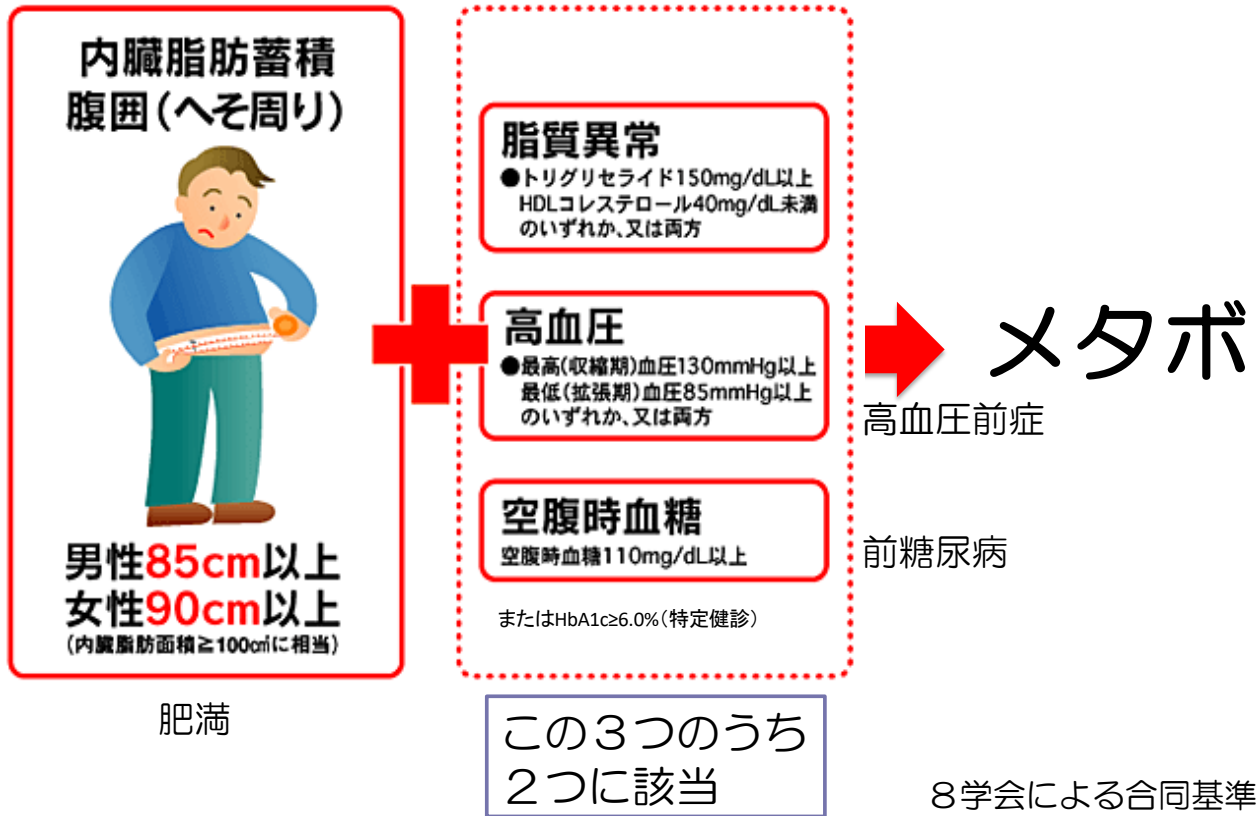 内臓脂肪蓄積
腹囲(へそ周り)
男性85cm以上
女性90cm以上
(内臓脂肪面積≧100c㎡に相当)
肥満
脂質異常
●トリグリセライド150mg/dL以上
HDLコレステロール40mg/dL未満
のいずれか、又は両方
高血圧
●最高(収縮期)血圧130mmHg以上
最低(拡張期)血圧85mmHg以上
のいずれか、又は両方
空腹時血糖
空腹時血糖110mg/dL以上
またはHbA1c≥6.0%(特定健診)
この３つのうち
２つに該当
メタボ
高血圧前症
前糖尿病
８学会による合同基準